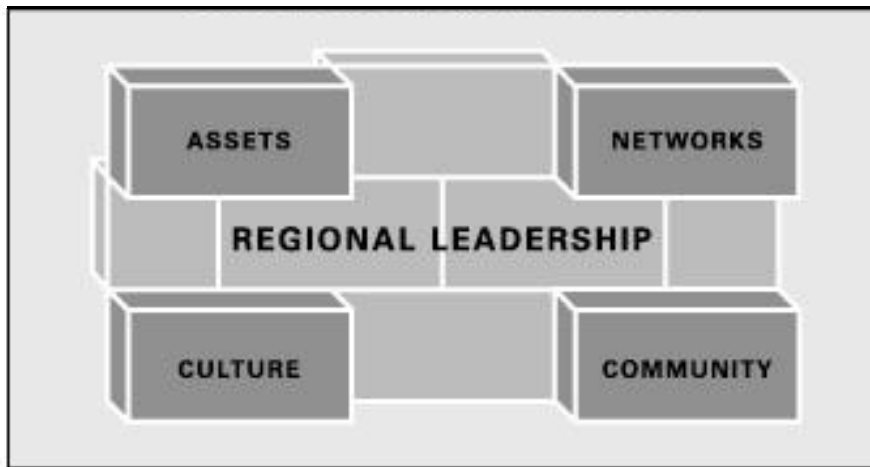 ASSETS
NETWORKS
REGIONAL LEADERSHIP
CULTURE
COMMUNITY